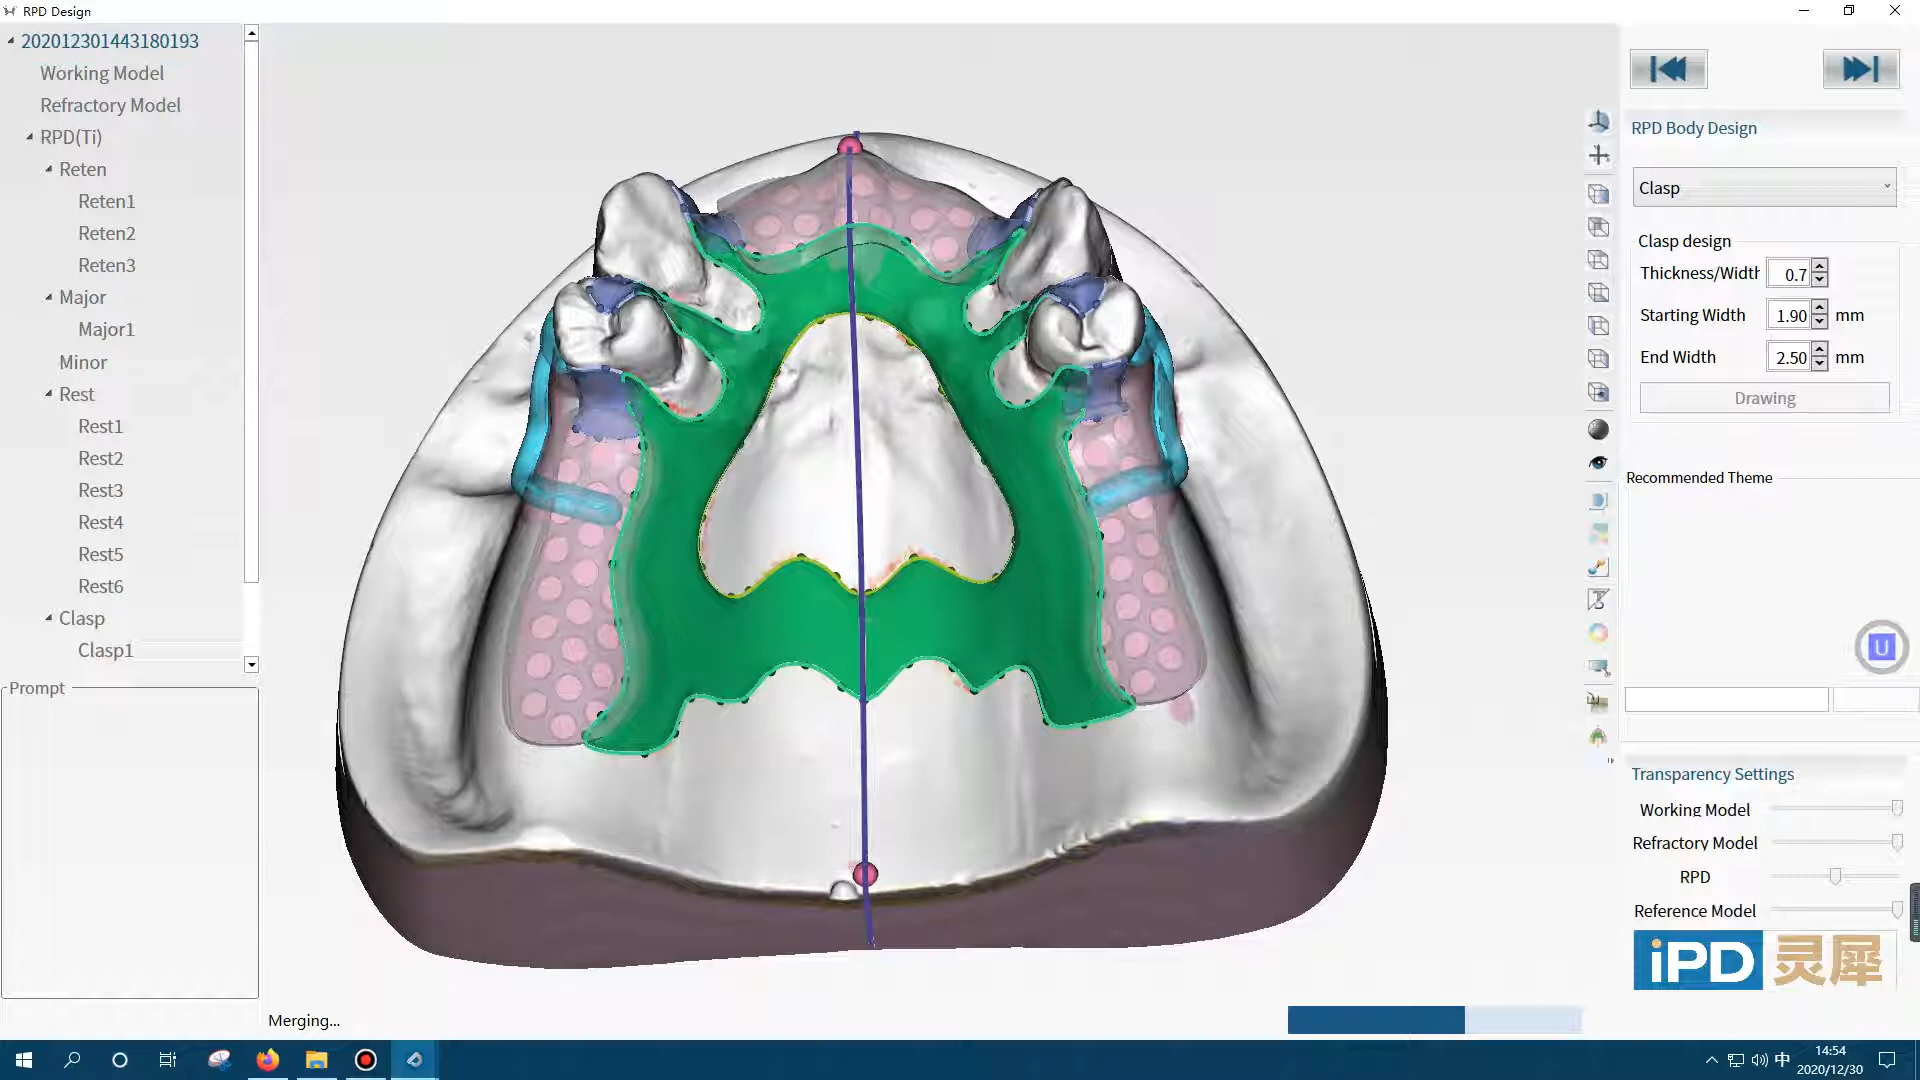 RPD Design
202012301443180193
Working Model
Refractory Model
RPD(Ti)
Reten
Reten1
Reten2
Reten3
Major
Major1
Minor
Rest
Rest1
Rest2
Rest3
Rest4
Rest5
Rest6
Clasp
Clasp1
Prompt
Merging...
RPD Body Design
Clasp
Clasp design
Thickness/Width
0.7
Starting Width
1.90
mm
End Width
2.50
mm
Drawing
Recommended Theme
U
Transparency Settings
Working Model
Refractory Model
RPD
Reference Model
iPD 灵犀
中
14:54
2020/12/30